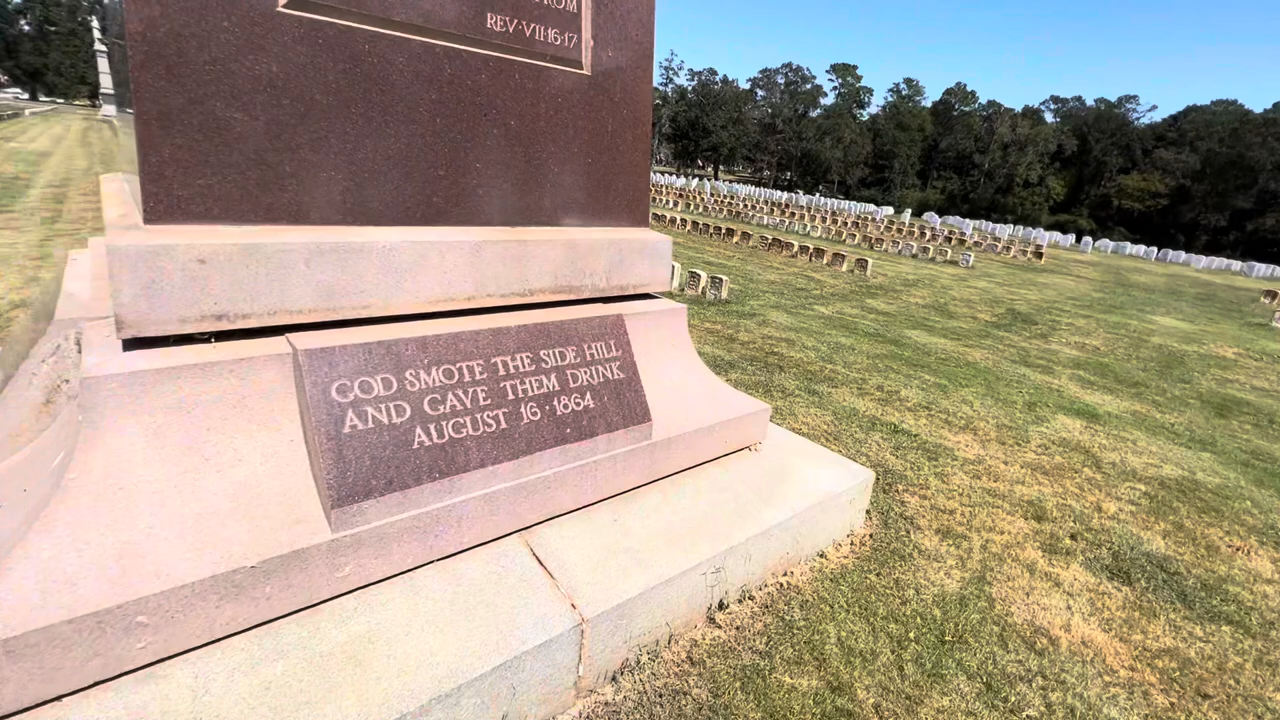 REV·VII·16·17
GOD SMOTE THE SIDE HILL
AND GAVE THEM DRINK
AUGUST 16·1864